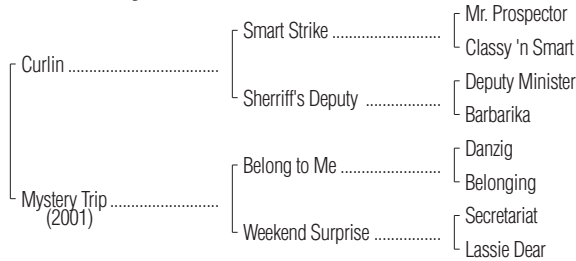 Mr. Prospector
Smart Strike ........................
Classy 'n Smart
Curlin ..................................
Deputy Minister
Sherriff's Deputy .................
Barbarika
Danzig
Belong to Me .......................
Belonging
Mystery Trip .........................
(2001)
Secretariat
Weekend Surprise ...............
Lassie Dear